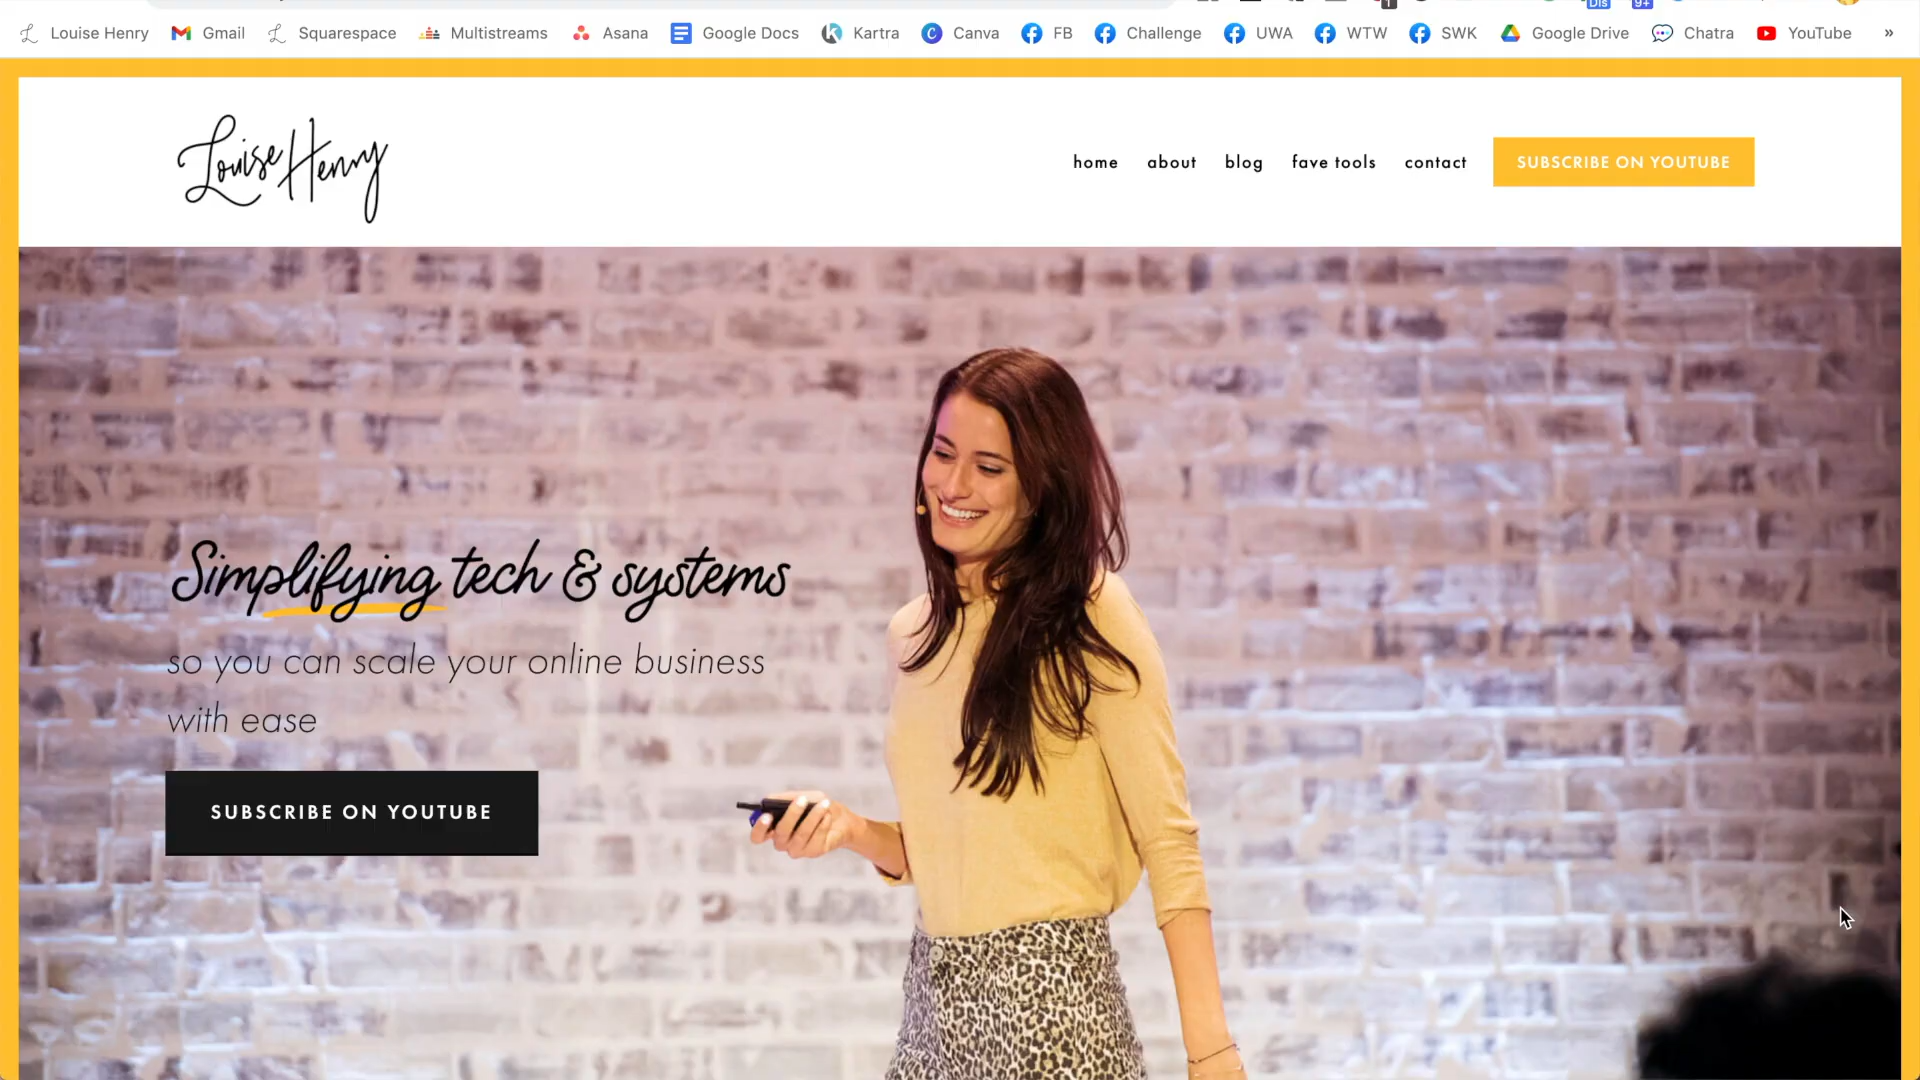 Louise Henry Gmail Squarespace Multistreams Asana Google Docs Kartra Canva FB Challenge UWA WTW SWK Google Drive Chatra YouTube »
Louise Henry
home about blog fave tools contact SUBSCRIBE ON YOUTUBE
Simplifying tech & systems
so you can scale your online business
with ease
SUBSCRIBE ON YOUTUBE